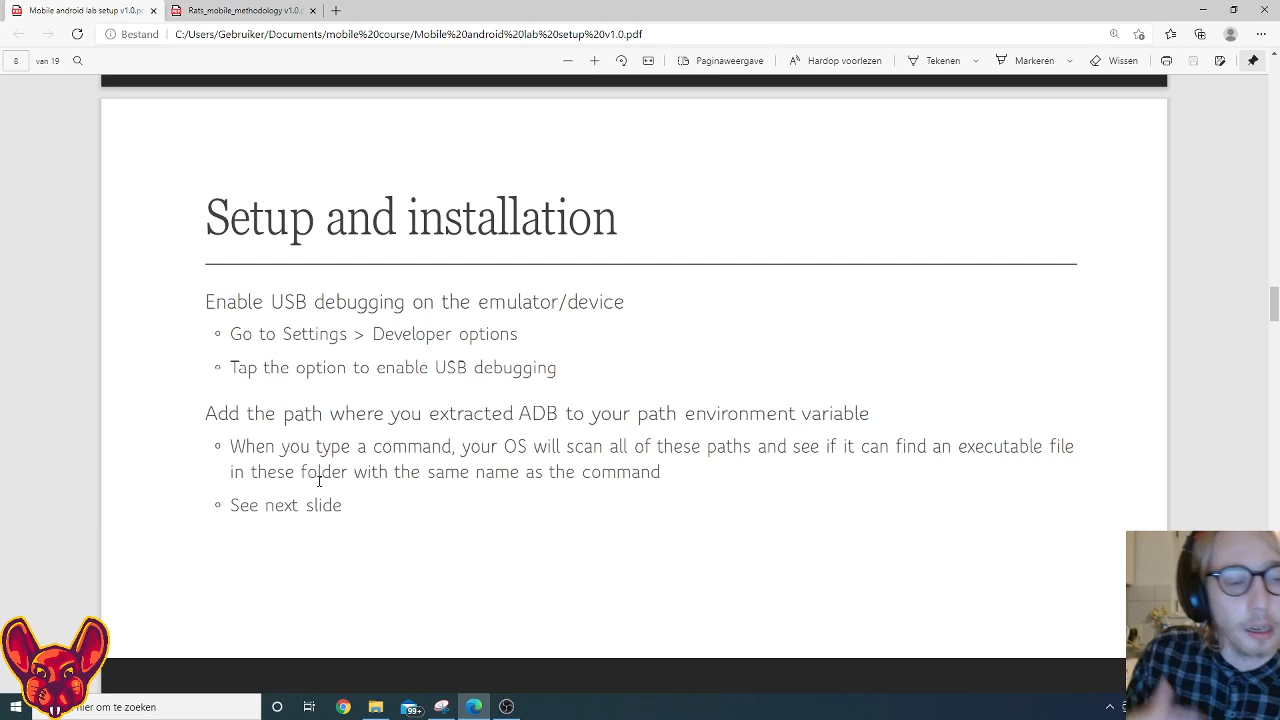 Mobile android lab setup v1.0.p
Rats_mobile_methodology v1.0.
Bestand
C:/Users/Gebruiker/Documents/mobile%20course/Mobile%20android%20lab%20setup%20v1.0.pdf
8 van 19
Paginaweergave
Hardop voorlezen
Tekenen
Markeren
Wissen
Setup and installation
Enable USB debugging on the emulator/device
Go to Settings > Developer options
Tap the option to enable USB debugging
Add the path where you extracted ADB to your path environment variable
When you type a command, your OS will scan all of these paths and see if it can find an executable file
in these folder with the same name as the command
See next slide
hier om te zoeken
99+